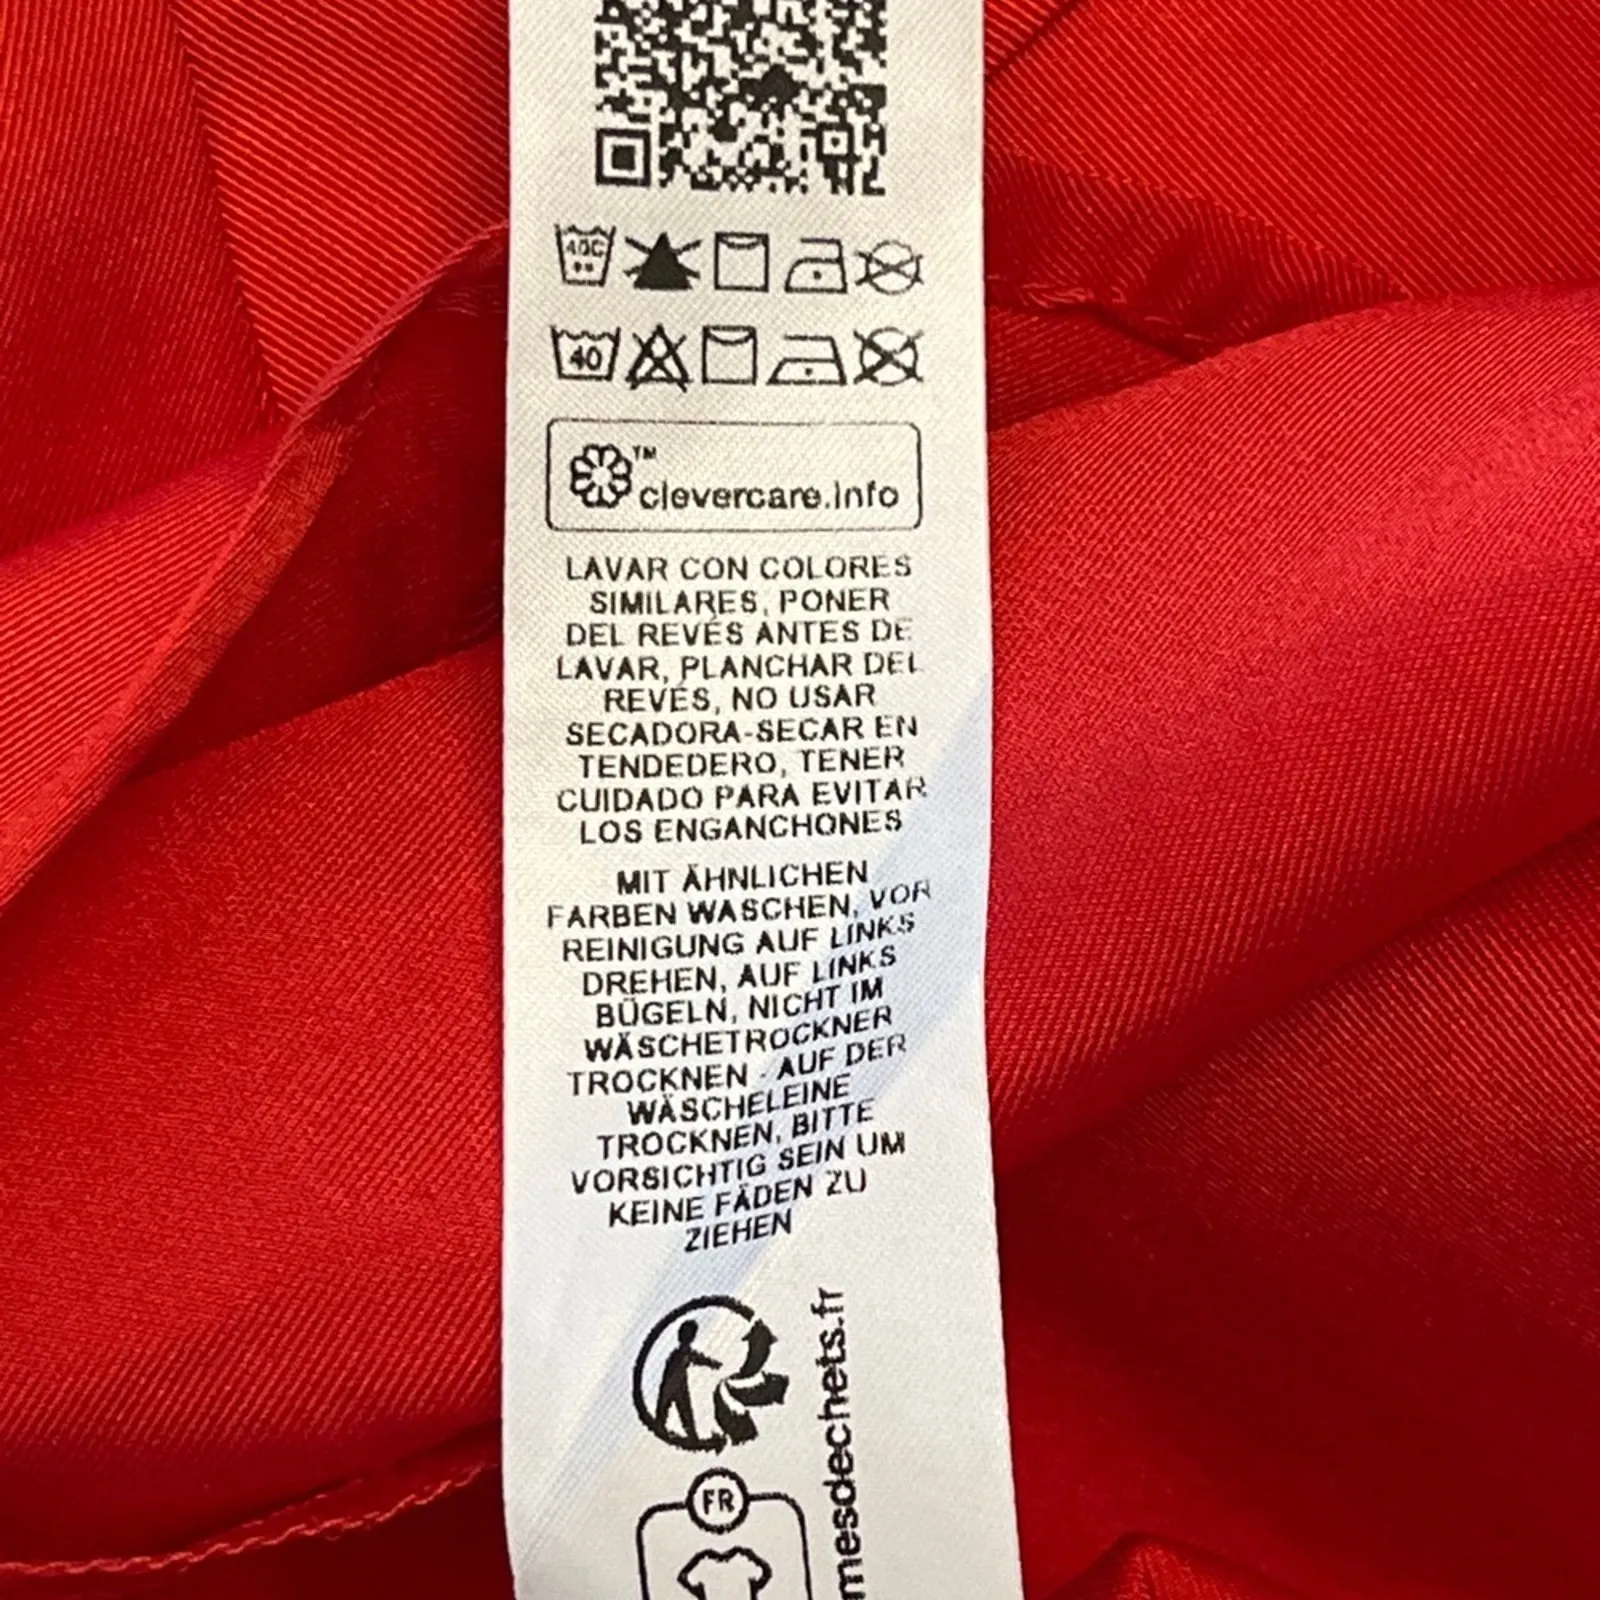 40C
40
TM
clevercare.info
LAVAR CON COLORES
SIMILARES, PONER
DEL REVÉS ANTES DE
LAVAR, PLANCHAR DEL
REVÉS, NO USAR
SECADORA-SECAR EN
TENDEDERO, TENER
CUIDADO PARA EVITAR
LOS ENGANCHONES
MIT ÄHNLICHEN
FARBEN WASCHEN, VOR
REINIGUNG AUF LINKS
DREHEN, AUF LINKS
BÜGELN, NICHT IM
WÄSCHETROCKNER
TROCKNEN - AUF DER
WÄSCHELEINE
TROCKNEN, BITTE
VORSICHTIG SEIN UM
KEINE FÄDEN ZU
ZIEHEN
mesdechets.fr
FR